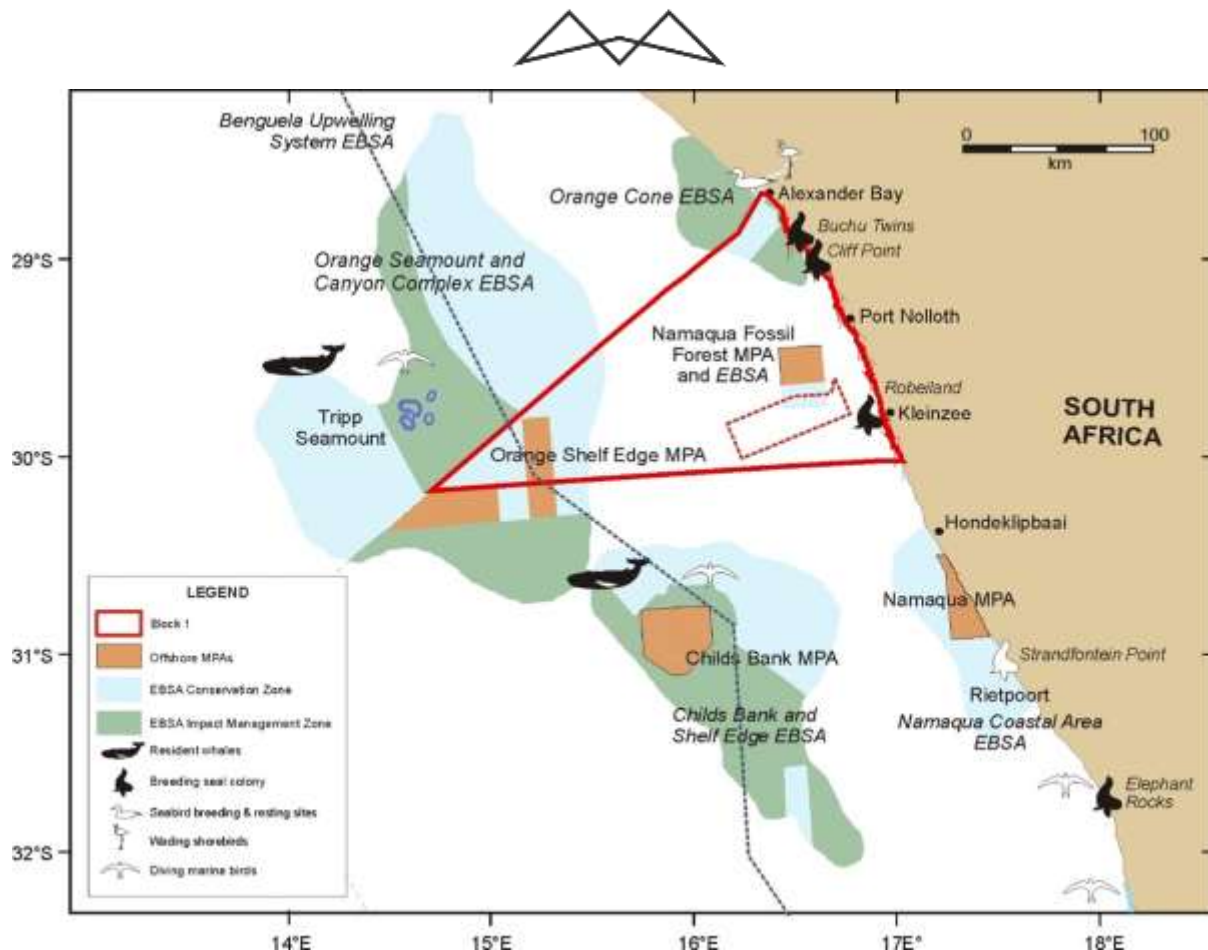 Benguela Upwelling
System EBSA
0 100
km
Orange Cone EBSA
Alexander Bay
Buchu Twins
Cliff Point
29°S
Orange Seamount and
Canyon Complex EBSA
Port Nolloth
Namaqua Fossil
Forest MPA
and EBSA
Robeiland
Kleinzee
SOUTH
AFRICA
Tripp
Seamount
30°S
Orange Shelf Edge MPA
Hondeklipbaai
LEGEND
Block 1
Offshore MPAs
EBSA Conservation Zone
EBSA Impact Management Zone
Resident whales
Breeding seal colony
Seabird breeding & resting sites
Wading shorebirds
Diving marine birds
Namaqua MPA
31°S
Childs Bank MPA
Strandfontein Point
Rietpoort
Childs Bank and
Shelf Edge EBSA
Namaqua Coastal Area
EBSA
Elephant
Rocks
32°S
14°E 15°E 16°E 17E° 18°E